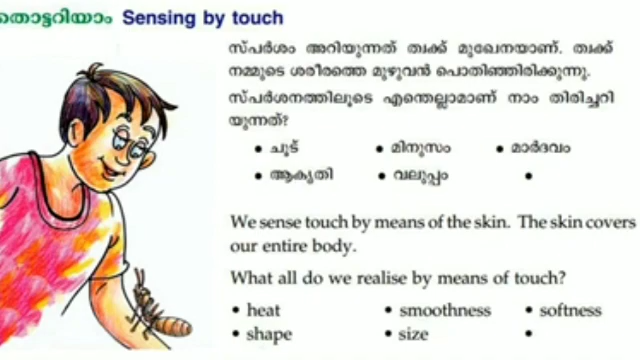 തൊട്ടറിയാം Sensing by touch
സ്പർശം അറിയുന്നത് ത്വക്ക് മുഖേനയാണ്. ത്വക്ക്
നമ്മുടെ ശരീരത്തെ മുഴുവൻ പൊതിഞ്ഞിരിക്കുന്നു.
സ്പർശനത്തിലൂടെ എന്തെല്ലാമാണ് നാം തിരിച്ചറി
യുന്നത്?
• ചൂട് • മിനുസം • മാർദവം
• ആകൃതി • വലുപ്പം •
We sense touch by means of the skin. The skin covers
our entire body.
What all do we realise by means of touch?
• heat • smoothness • softness
• shape • size •